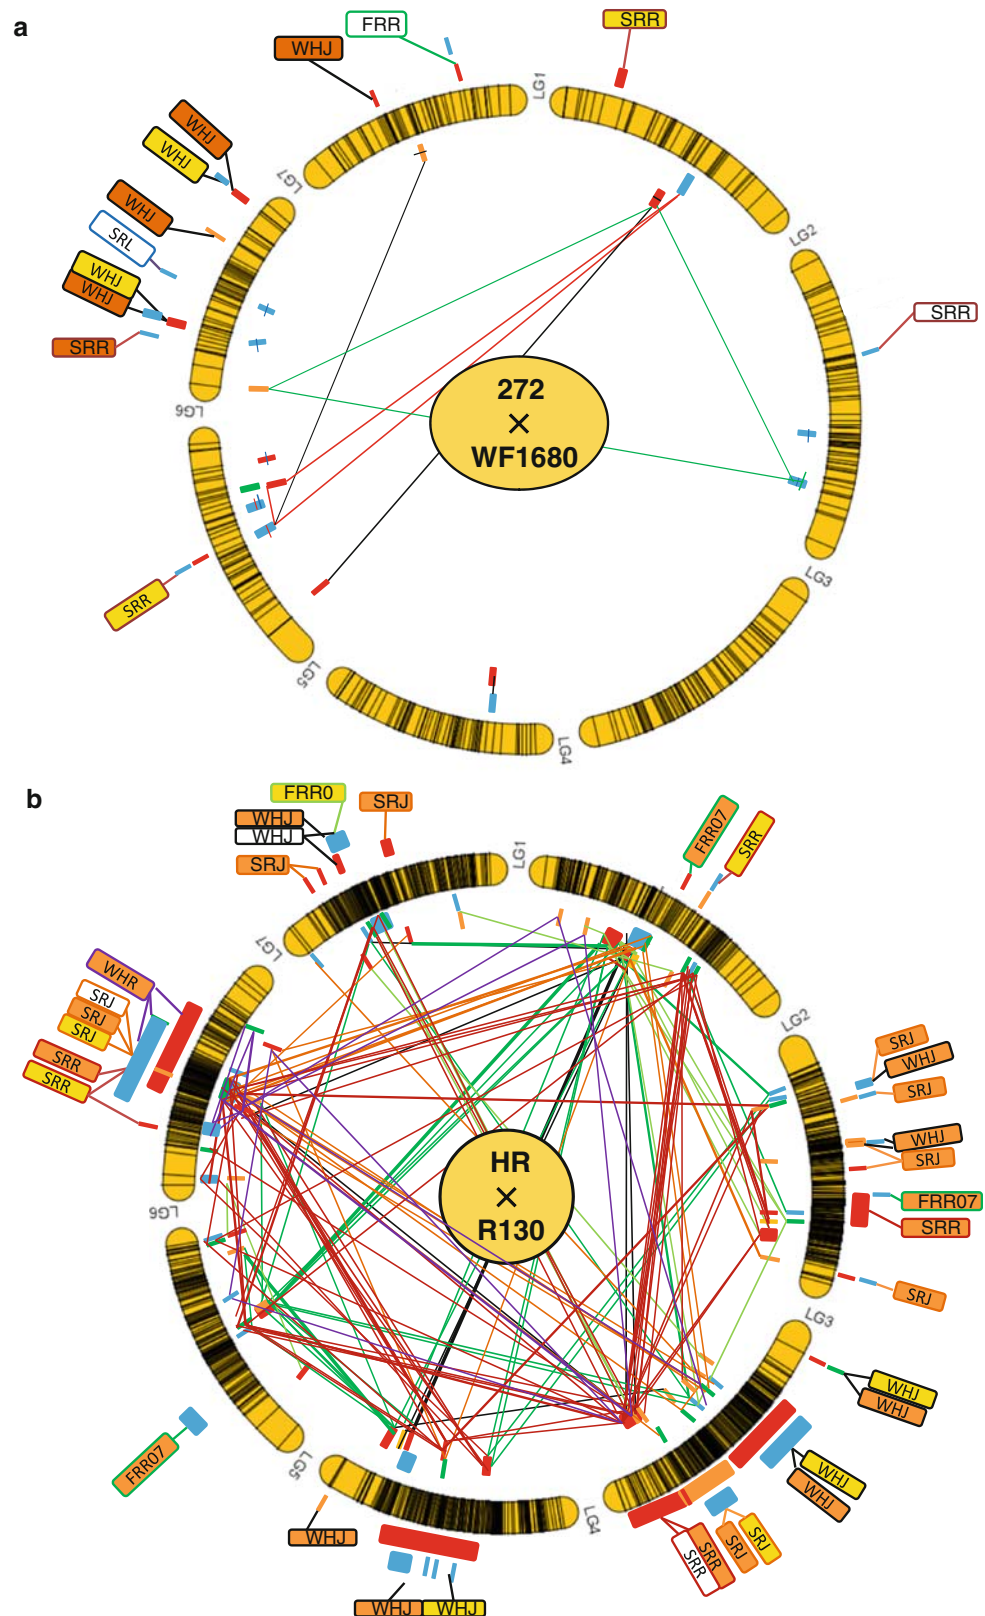 a
FRR
SRR
WHJ
LG1
WHJ
WHJ
LG7
WHJ
SRL
LG2
WHJ
WHJ
SRR
SRR
272
×
WF1680
LG6
LG3
SRR
LG5
LG4
b
FRR0
SRJ
WHJ
WHJ
SRJ
FRR07
SRR
LG1
LG7
WHR
SRJ
SRJ
SRJ
SRR
SRR
LG2
SRJ
WHJ
SRJ
WHJ
SRJ
HR
×
R130
FRR07
SRR
LG6
SRJ
LG3
WHJ
WHJ
FRR07
LG5
LG4
WHJ
WHJ
WHJ
SRJ
SRJ
SRR
SRR
WHJ
WHJ